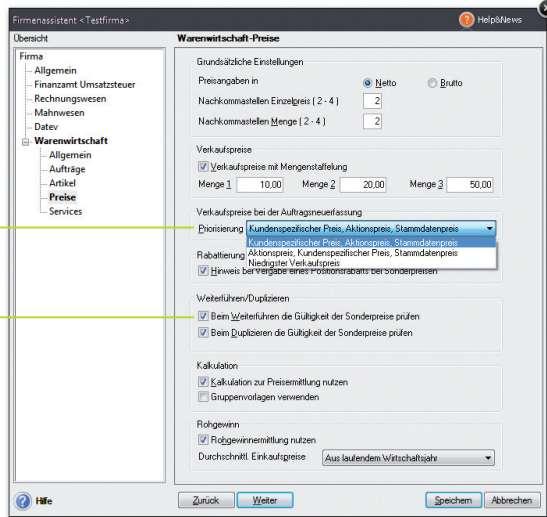 Firmenassistent <Testfirma>
Help&News
Übersicht
Warenwirtschaft-Preise
Firma
Allgemein
Finanzamt Umsatzsteuer
Rechnungswesen
Mahnwesen
Datev
Warenwirtschaft
Allgemein
Aufträge
Artikel
Preise
Services
Grundsätzliche Einstellungen
Preisangaben in Netto Brutto
Nachkommastellen Einzelpreis ( 2 - 4 ) 2
Nachkommastellen Menge ( 2 - 4 ) 2
Verkaufspreise
Verkaufspreise mit Mengenstaffelung
Menge 1 10,00 Menge 2 20,00 Menge 3 50,00
Verkaufspreise bei der Auftragsneuerfassung
Priorisierung Kundenspezifischer Preis, Aktionspreis, Stammdatenpreis
Kundenspezifischer Preis, Aktionspreis, Stammdatenpreis
Aktionspreis, Kundenspezifischer Preis, Stammdatenpreis
Niedrigster Verkaufspreis
Rabattierung
Hinweis bei Vergabe eines Positionsrabatts bei Sonderpreisen
Weiterführen/Duplizieren
Beim Weiterführen die Gültigkeit der Sonderpreise prüfen
Beim Duplizieren die Gültigkeit der Sonderpreise prüfen
Kalkulation
Kalkulation zur Preisermittlung nutzen
Gruppenvorlagen verwenden
Rohgewinn
Rohgewinnermittlung nutzen
Durchschnittl. Einkaufspreise Aus laufendem Wirtschaftsjahr
Hilfe
Zurück Weiter Speichern Abbrechen